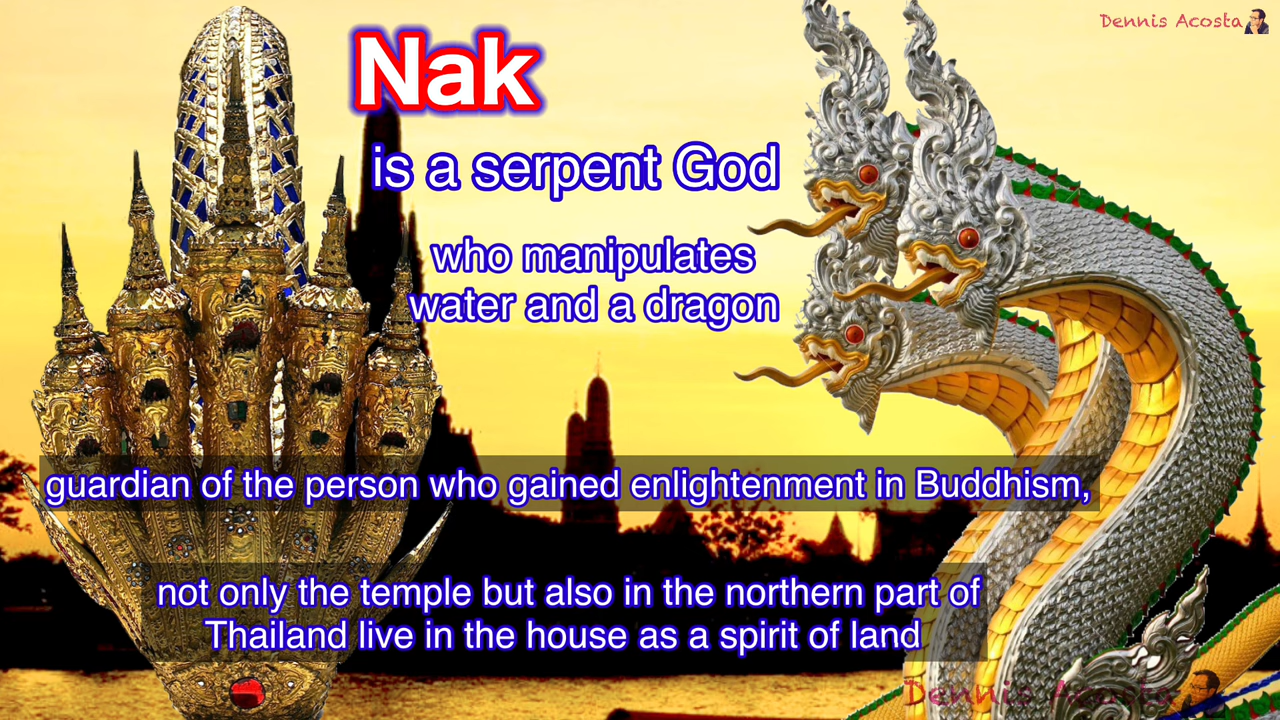 Dennis Acosta
Nak
is a serpent God
who manipulates
water and a dragon
guardian of the person who gained enlightenment in Buddhism,
not only the temple but also in the northern part of
Thailand live in the house as a spirit of land
Dennis Acosta